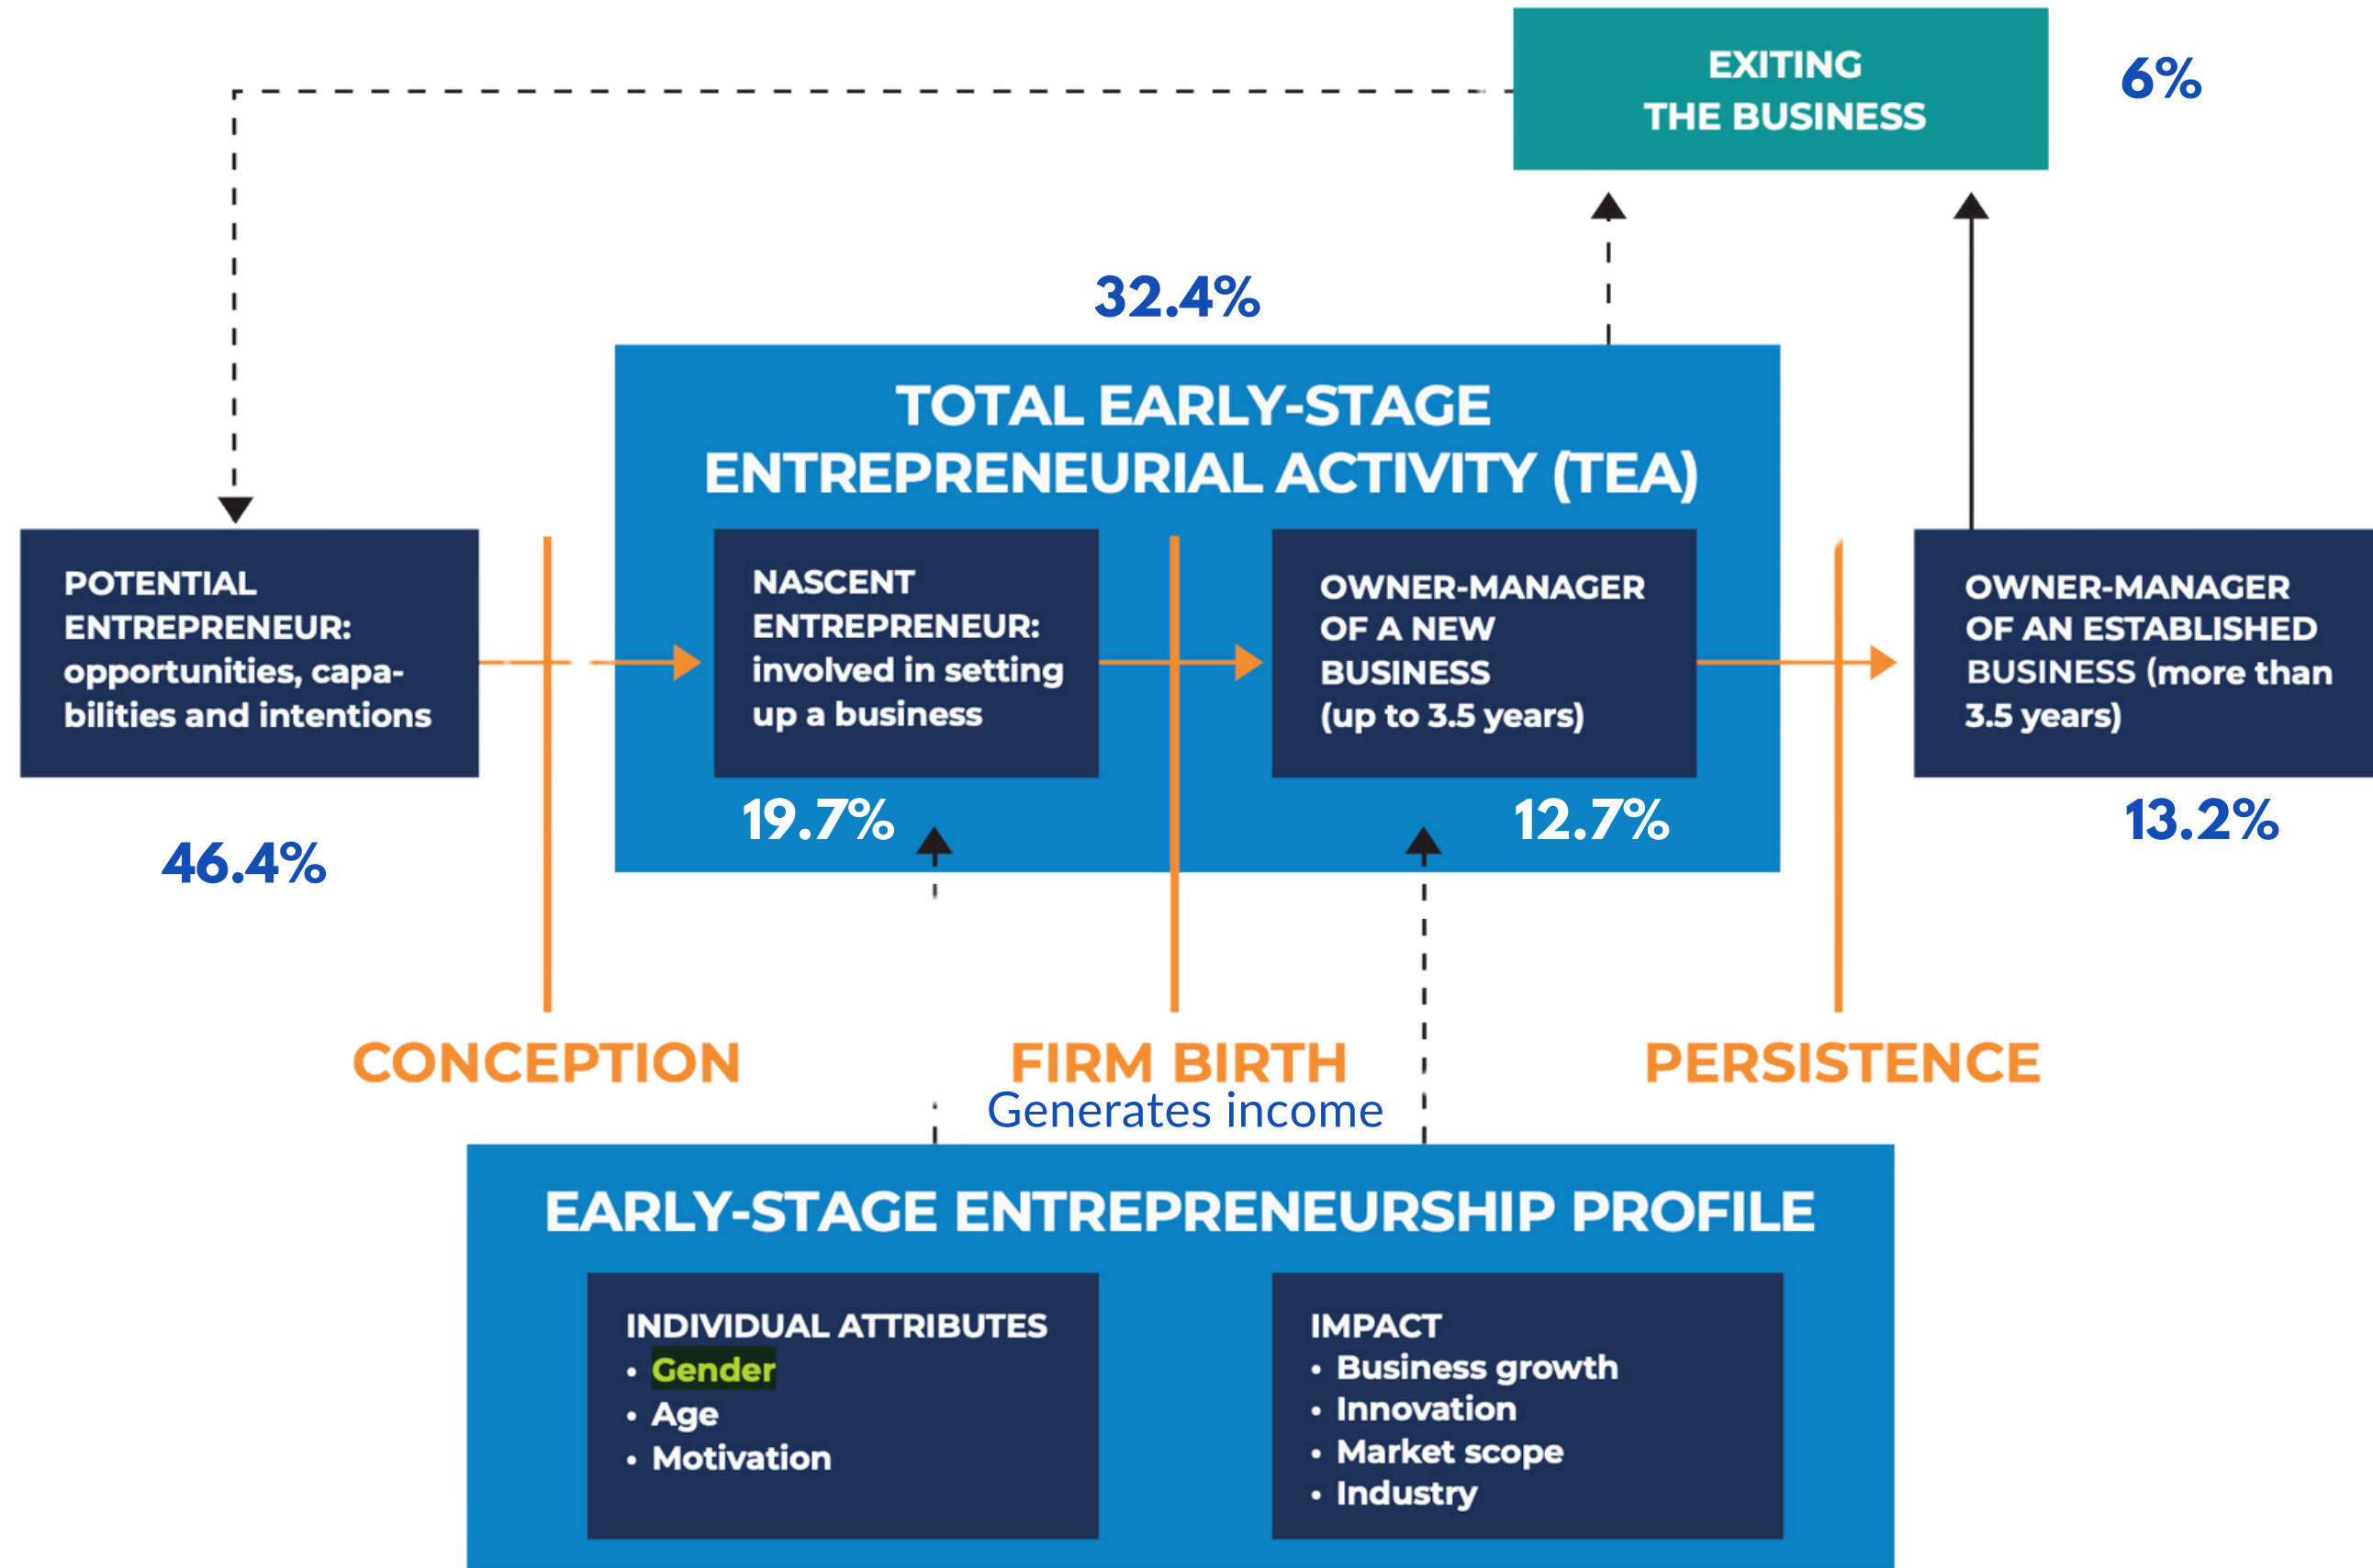 EXITING
THE BUSINESS
6%
32.4%
TOTAL EARLY-STAGE
ENTREPRENEURIAL ACTIVITY (TEA)
POTENTIAL
ENTREPRENEUR:
opportunities, capa-
bilities and intentions
46.4%
NASCENT
ENTREPRENEUR:
involved in setting
up a business
19.7%
OWNER-MANAGER
OF A NEW
BUSINESS
(up to 3.5 years)
12.7%
OWNER-MANAGER
OF AN ESTABLISHED
BUSINESS (more than
3.5 years)
13.2%
CONCEPTION
FIRM BIRTH
Generates income
PERSISTENCE
EARLY-STAGE ENTREPRENEURSHIP PROFILE
INDIVIDUAL ATTRIBUTES
• Gender
• Age
• Motivation
IMPACT
• Business growth
• Innovation
• Market scope
• Industry